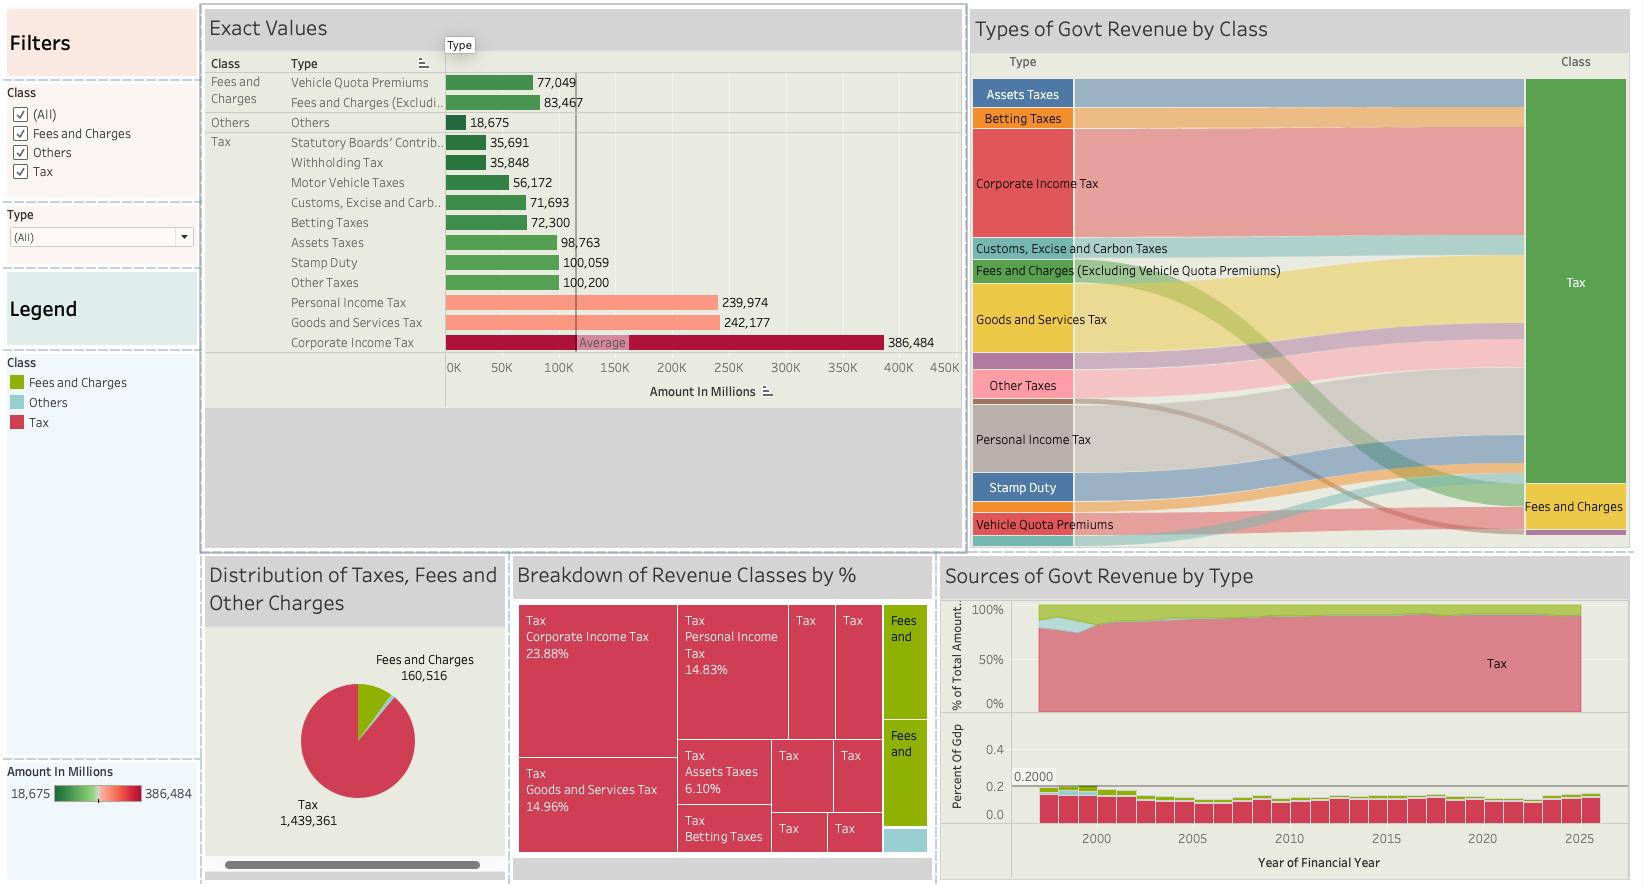 Filters
Class
(All)
Fees and Charges
Others
Tax
Type
(All)
Legend
Class
Fees and Charges
Others
Tax
Amount In Millions
18,675
386,484
Exact Values
Type
Class
Type
Fees and
Charges
Vehicle Quota Premiums
77,049
Fees and Charges (Excludi..
83,467
Others
Others
18,675
Tax
Statutory Boards’ Contrib..
35,691
Withholding Tax
35,848
Motor Vehicle Taxes
56,172
Customs, Excise and Carb..
71,693
Betting Taxes
72,300
Assets Taxes
98,763
Stamp Duty
100,059
Other Taxes
100,200
Personal Income Tax
239,974
Goods and Services Tax
242,177
Corporate Income Tax
Average
386,484
0K 50K 100K 150K 200K 250K 300K 350K 400K 450K
Amount In Millions
Types of Govt Revenue by Class
Type
Class
Assets Taxes
Betting Taxes
Corporate Income Tax
Customs, Excise and Carbon Taxes
Fees and Charges (Excluding Vehicle Quota Premiums)
Goods and Services Tax
Other Taxes
Personal Income Tax
Stamp Duty
Vehicle Quota Premiums
Tax
Fees and Charges
Distribution of Taxes, Fees and
Other Charges
Fees and Charges
160,516
Tax
1,439,361
Breakdown of Revenue Classes by %
Tax
Corporate Income Tax
23.88%
Tax
Goods and Services Tax
14.96%
Tax
Personal Income
Tax
14.83%
Tax
Tax
Tax
Assets Taxes
6.10%
Tax
Betting Taxes
Tax
Tax
Tax
Tax
Fees
and
Fees
and
Sources of Govt Revenue by Type
% of Total Amount..
100%
50%
0%
Tax
Percent Of Gdp
0.4
0.2
0.0
0.2000
2000 2005 2010 2015 2020 2025
Year of Financial Year